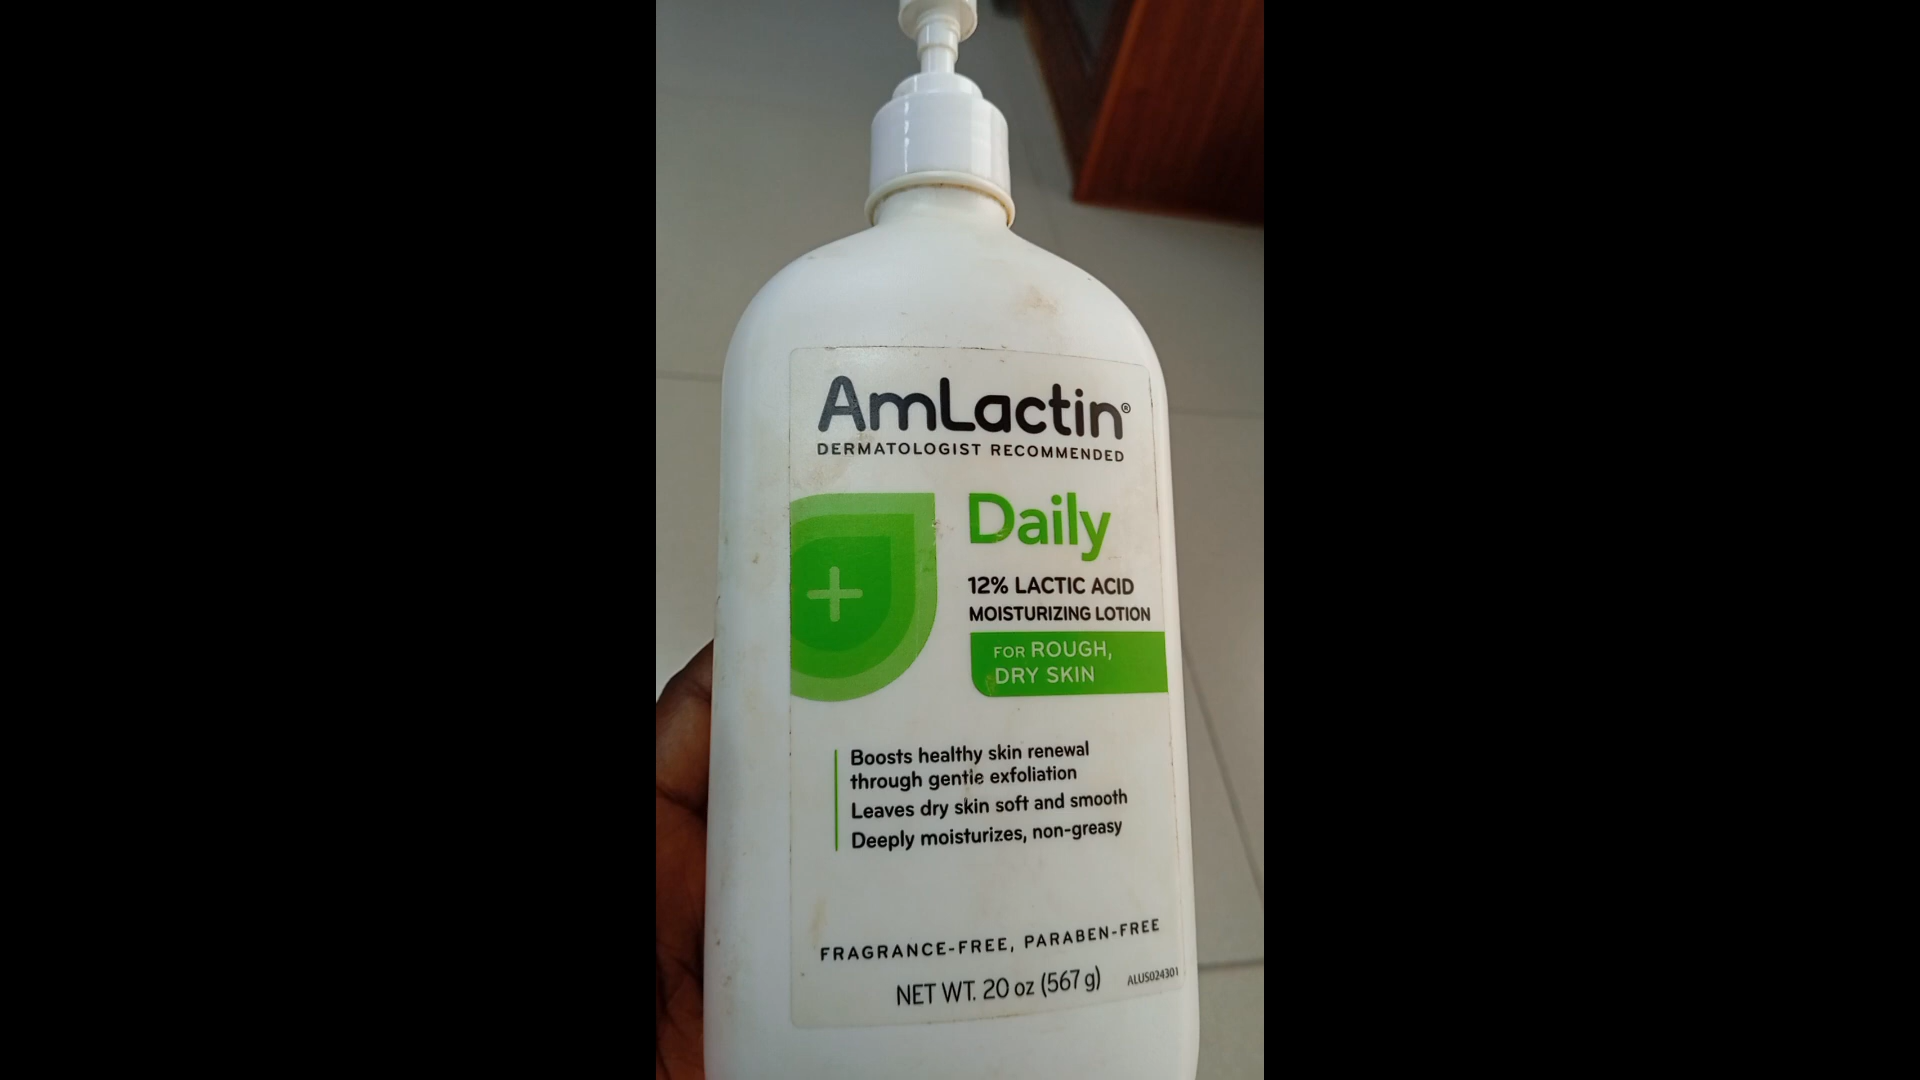 AmLactin®
DERMATOLOGIST RECOMMENDED
Daily
12% LACTIC ACID
MOISTURIZING LOTION
FOR ROUGH,
DRY SKIN
Boosts healthy skin renewal
through gentle exfoliation
Leaves dry skin soft and smooth
Deeply moisturizes, non-greasy
FRAGRANCE-FREE, PARABEN-FREE
NET WT. 20 oz (567 g)
ALUS024301